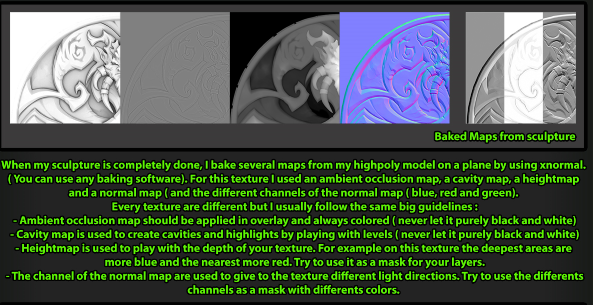 Baked Maps from sculpture
When my sculpture is completely done, I bake several maps from my highpoly model on a plane by using xnormal.
( You can use any baking software). For this texture I used an ambient occlusion map, a cavity map, a heightmap
and a normal map ( and the different channels of the normal map ( blue, red and green).
Every texture are different but I usually follow the same big guidelines :
- Ambient occlusion map should be applied in overlay and always colored ( never let it purely black and white)
- Cavity map is used to create cavities and highlights by playing with levels ( never let it purely black and white)
- Heightmap is used to play with the depth of your texture. For example on this texture the deepest areas are
more blue and the nearest more red. Try to use it as a mask for your layers.
- The channel of the normal map are used to give to the texture different light directions. Try to use the differents
channels as a mask with differents colors.